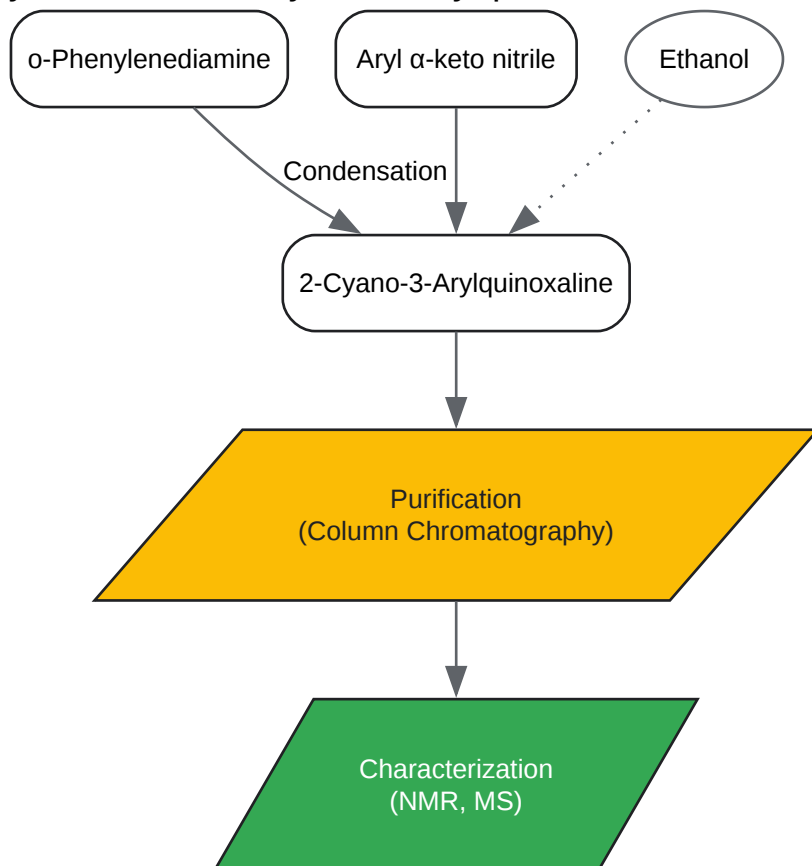 o-Phenylenediamine
Aryl α-keto nitrile
Ethanol
Condensation
2-Cyano-3-Arylquinoxaline
Purification
(Column Chromatography)
Characterization
(NMR, MS)